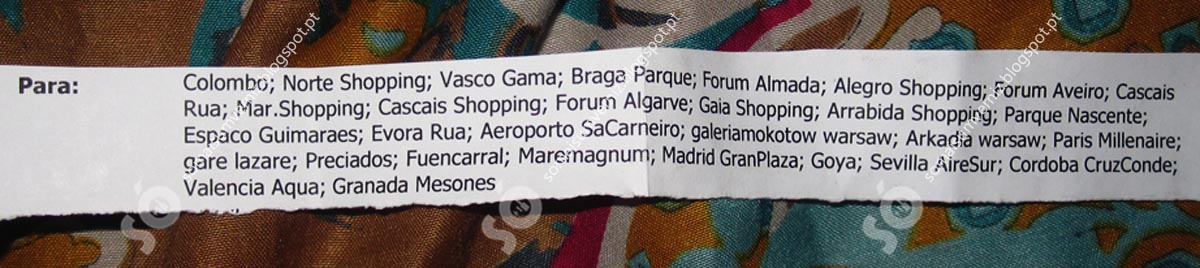 Para: Colombo; Norte Shopping; Vasco Gama; Braga Parque; Forum Almada; Alegro Shopping; Forum Aveiro; Cascais
Rua; Mar.Shopping; Cascais Shopping; Forum Algarve; Gaia Shopping; Arrabida Shopping; Parque Nascente;
Espaco Guimaraes; Evora Rua; Aeroporto SaCarneiro; galeriamokotow warsaw; Arkadia warsaw; Paris Millenaire;
gare lazare; Preciados; Fuencarral; Maremagnum; Madrid GranPlaza; Goya; Sevilla AireSur; Cordoba CruzConde;
Valencia Aqua; Granada Mesones